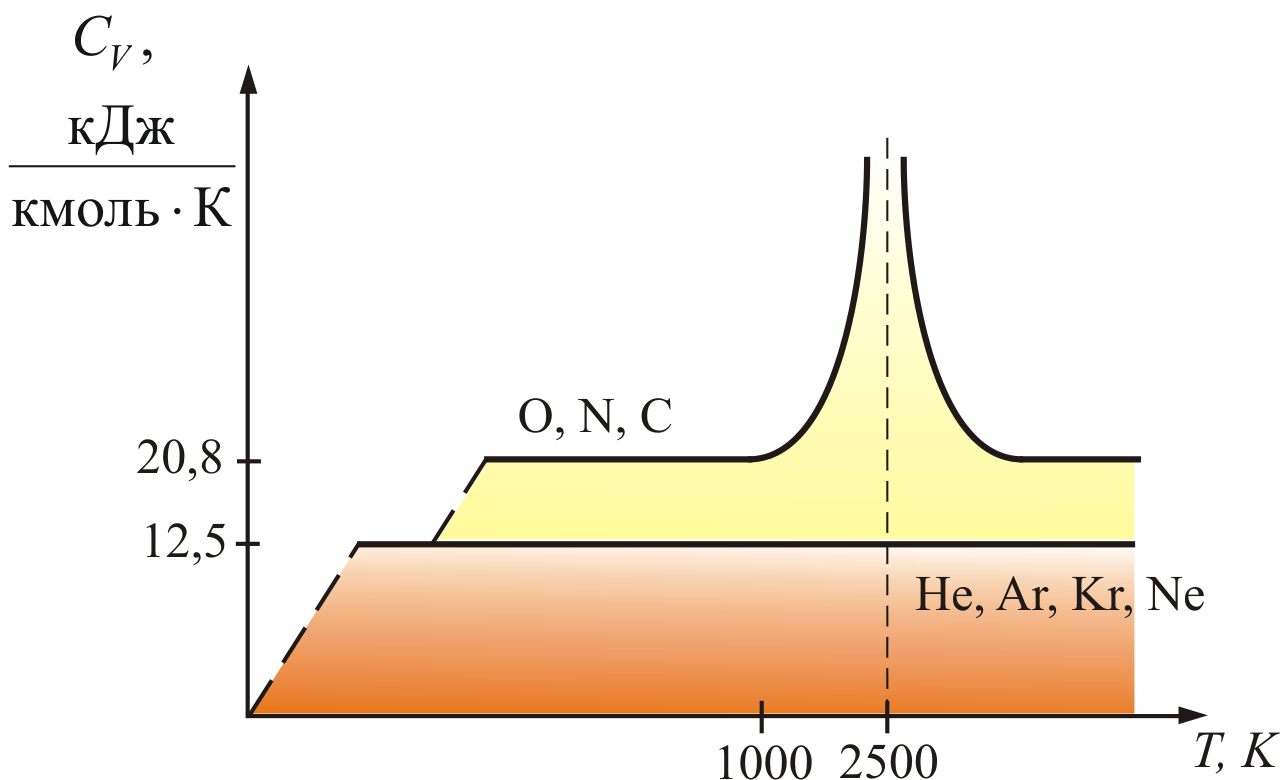 C_V ,
кДж
кмоль · К
O, N, C
20,8
12,5
He, Ar, Kr, Ne
1000 2500
T, K